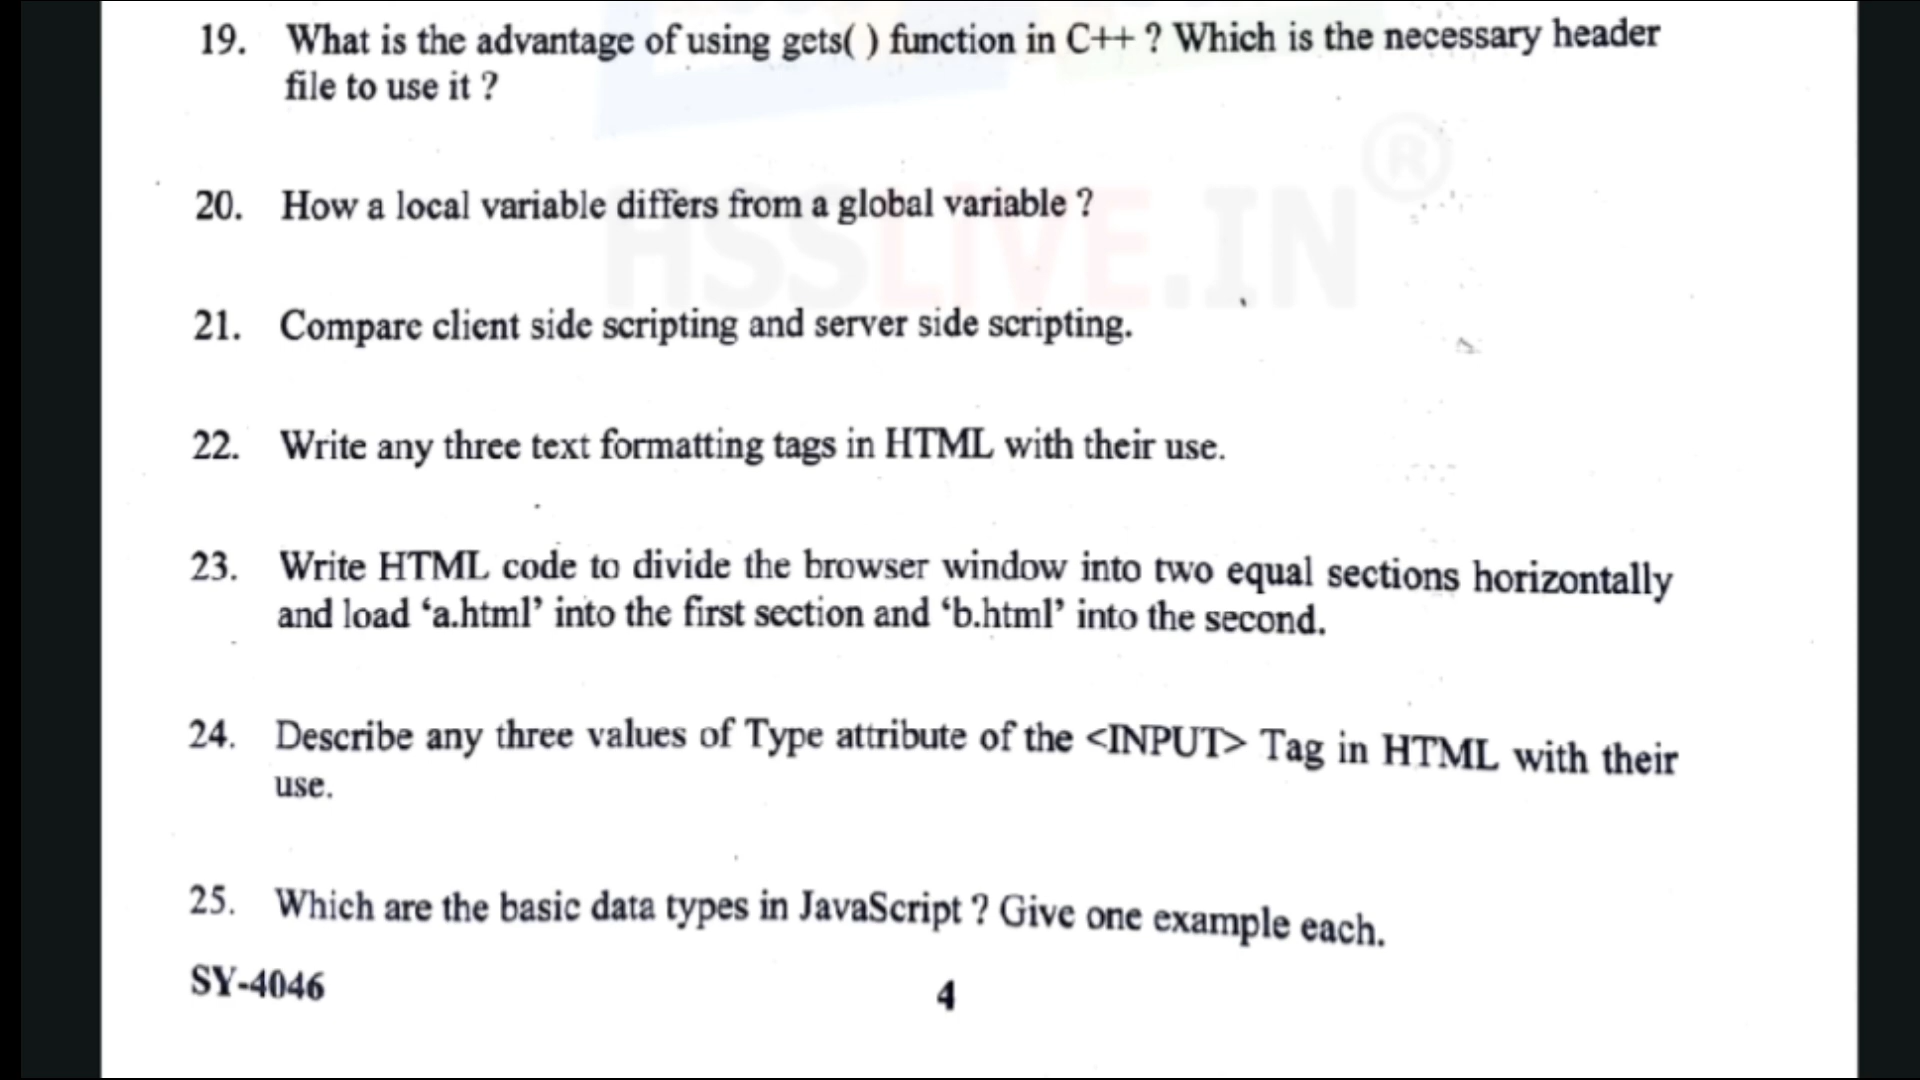 19. What is the advantage of using gets( ) function in C++ ? Which is the necessary header
file to use it ?
HSSLIVE.IN®
20. How a local variable differs from a global variable ?
21. Compare client side scripting and server side scripting.
22. Write any three text formatting tags in HTML with their use.
23. Write HTML code to divide the browser window into two equal sections horizontally
and load ‘a.html’ into the first section and ‘b.html’ into the second.
24. Describe any three values of Type attribute of the <INPUT> Tag in HTML with their
use.
25. Which are the basic data types in JavaScript ? Give one example each.
SY-4046 4